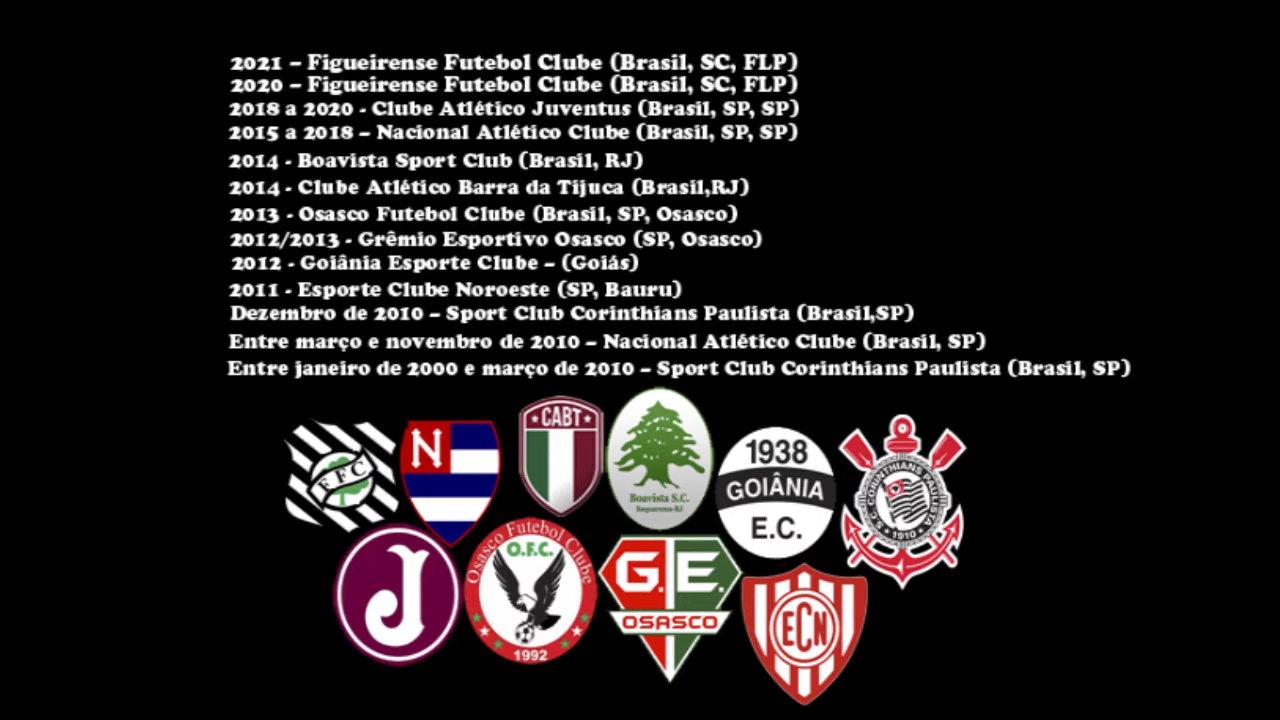 2021 – Figueirense Futebol Clube (Brasil, SC, FLP)
2020 – Figueirense Futebol Clube (Brasil, SC, FLP)
2018 a 2020 - Clube Atlético Juventus (Brasil, SP, SP)
2015 a 2018 – Nacional Atlético Clube (Brasil, SP, SP)
2014 - Boavista Sport Club (Brasil, RJ)
2014 - Clube Atlético Barra da Tijuca (Brasil,RJ)
2013 - Osasco Futebol Clube (Brasil, SP, Osasco)
2012/2013 - Grêmio Esportivo Osasco (SP, Osasco)
2012 - Goiânia Esporte Clube – (Goiás)
2011 - Esporte Clube Noroeste (SP, Bauru)
Dezembro de 2010 – Sport Club Corinthians Paulista (Brasil,SP)
Entre março e novembro de 2010 – Nacional Atlético Clube (Brasil, SP)
Entre janeiro de 2000 e março de 2010 – Sport Club Corinthians Paulista (Brasil, SP)
FFC
N
CABT
Boavista S.C.
Saquarema-RJ
1938
GOIÂNIA
E.C.
S.C. CORINTHIANS PAULISTA
1910
J
Osasco Futebol Clube
O.F.C.
1992
G.E.
OSASCO
ECN